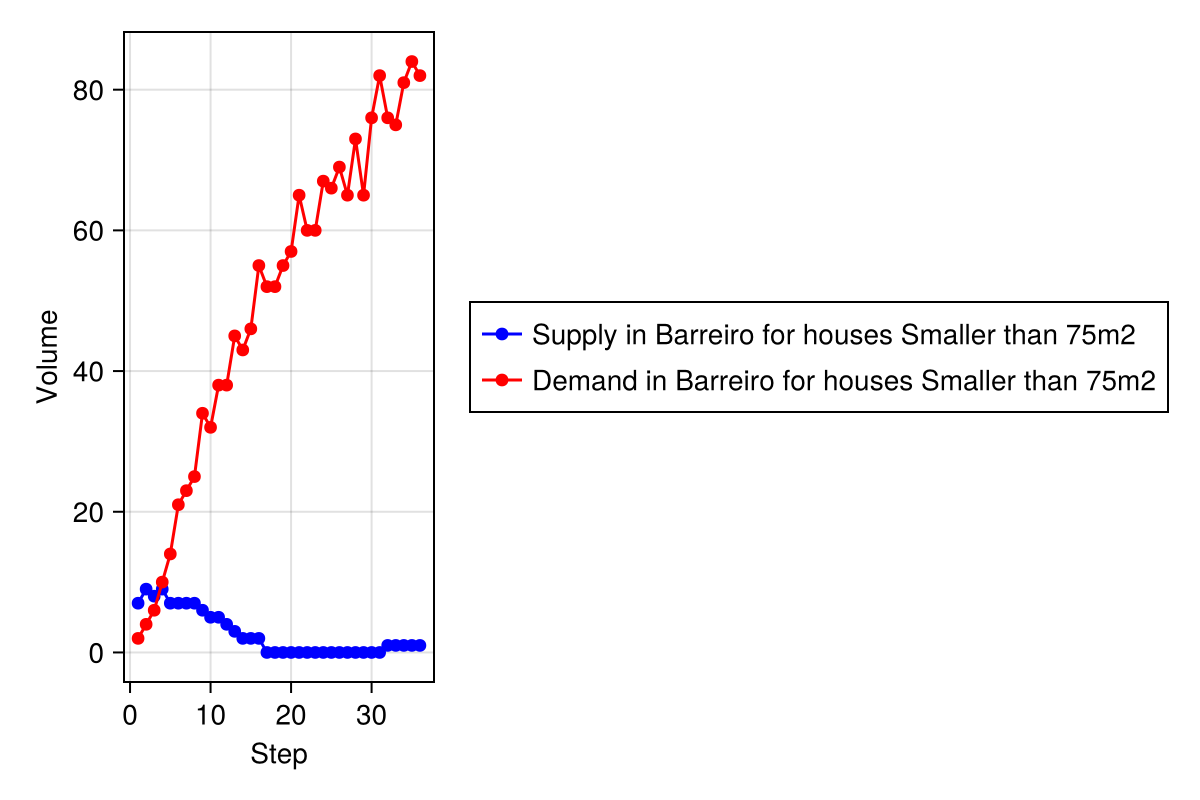 Volume
80
60
40
20
0
0 10 20 30
Step
Supply in Barreiro for houses Smaller than 75m2
Demand in Barreiro for houses Smaller than 75m2